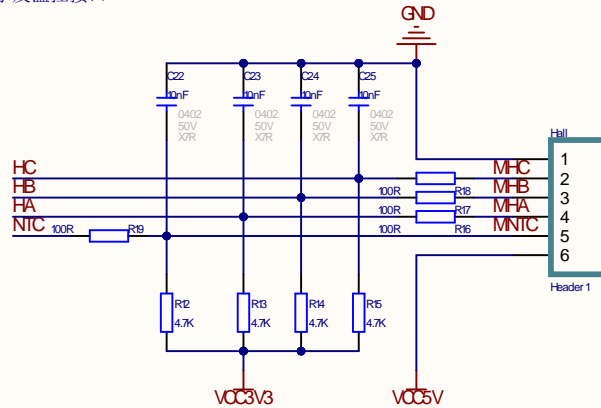 GND
C22 C23 C24 C25
10nF 10nF 10nF 10nF
0402 0402 0402 0402
50V 50V 50V 50V
X7R X7R X7R X7R
Hall
1
HC MHC 2
100R R18
HB MHB 3
100R R17
HA MHA 4
100R R16
NTC 100R R19 MNTC 5
6
Header 1
R12 R13 R14 R15
4.7K 4.7K 4.7K 4.7K
VCC3V3 VCC5V